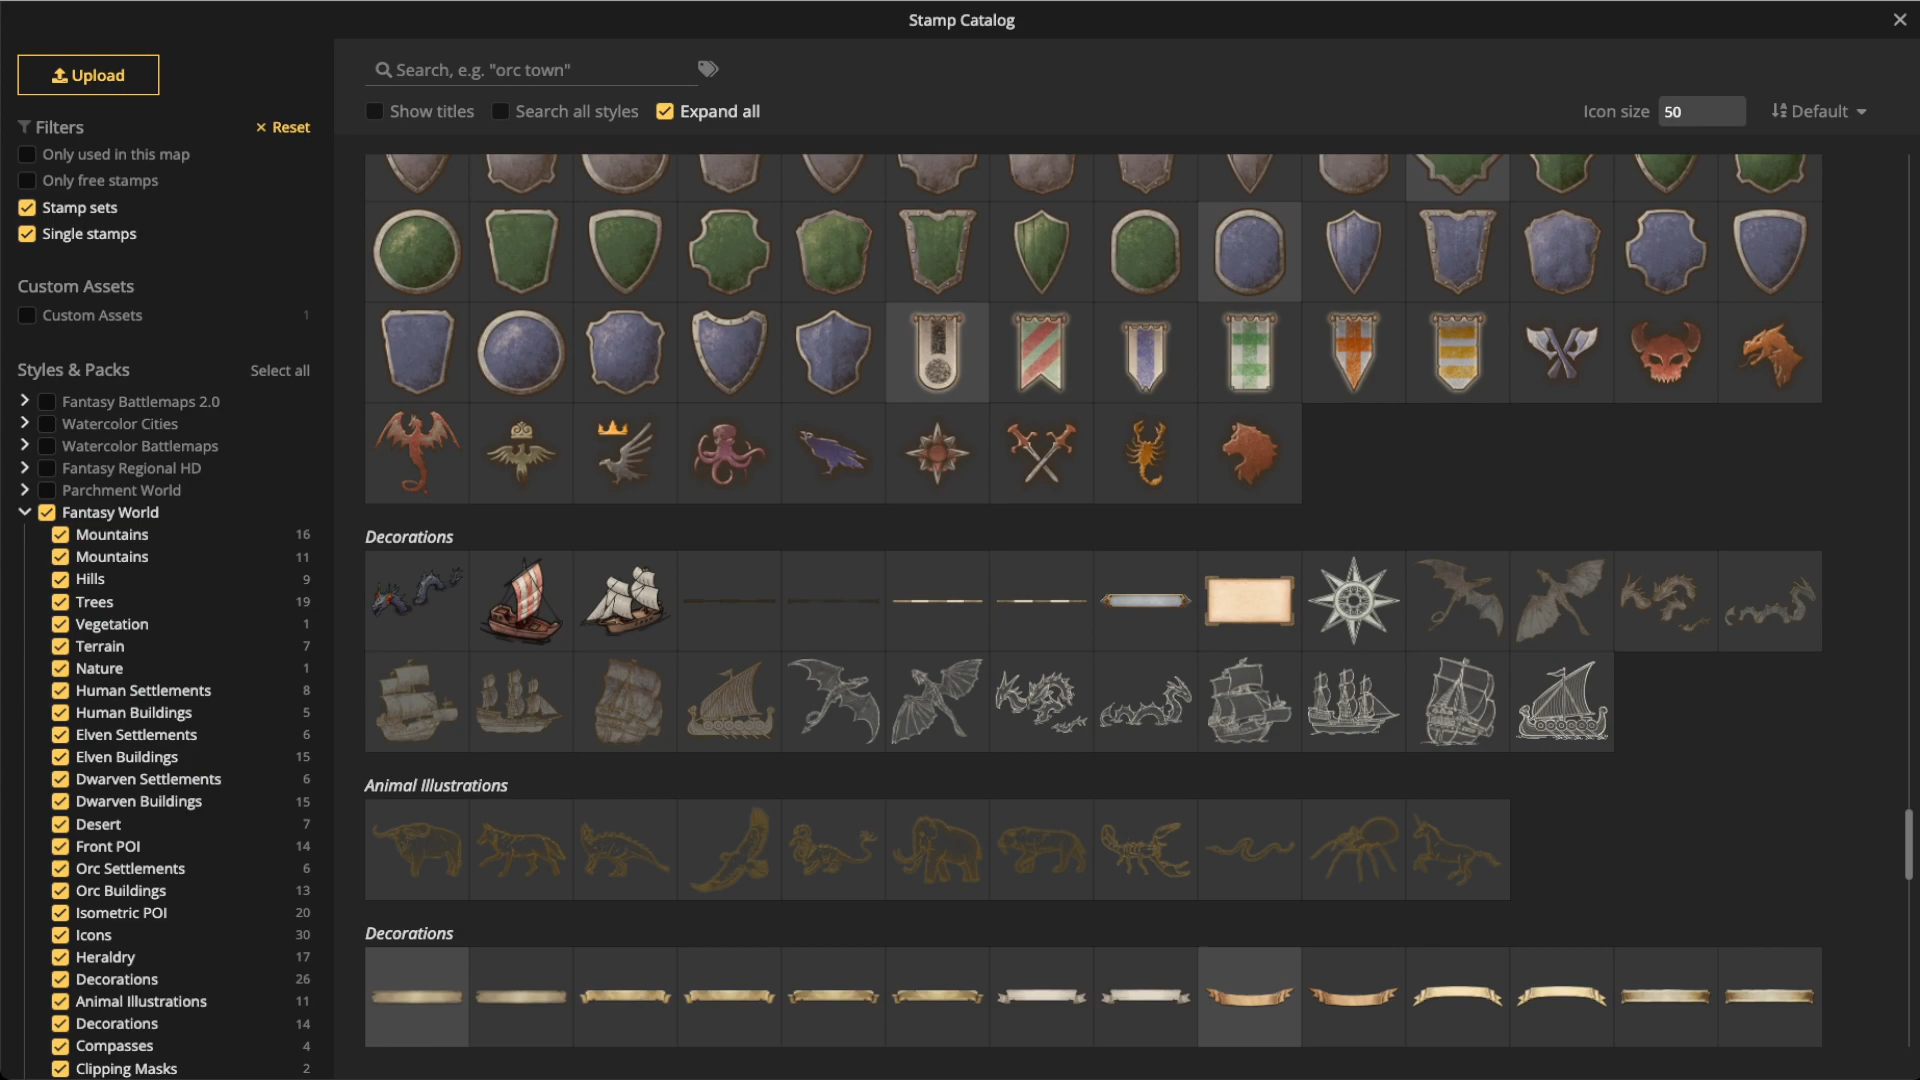 Stamp Catalog
Upload
Search, e.g. "orc town"
Show titles
Search all styles
Expand all
Icon size 50
Default
Filters
Reset
Only used in this map
Only free stamps
Stamp sets
Single stamps
Custom Assets
Custom Assets 1
Styles & Packs Select all
Fantasy Battlemaps 2.0
Watercolor Cities
Watercolor Battlemaps
Fantasy Regional HD
Parchment World
Fantasy World
Mountains 16
Mountains 11
Hills 9
Trees 19
Vegetation 1
Terrain 7
Nature 1
Human Settlements 8
Human Buildings 5
Elven Settlements 6
Elven Buildings 15
Dwarven Settlements 6
Dwarven Buildings 15
Desert 7
Front POI 14
Orc Settlements 6
Orc Buildings 13
Isometric POI 20
Icons 30
Heraldry 17
Decorations 26
Animal Illustrations 11
Decorations 14
Compasses 4
Clipping Masks 2
Decorations
Animal Illustrations
Decorations